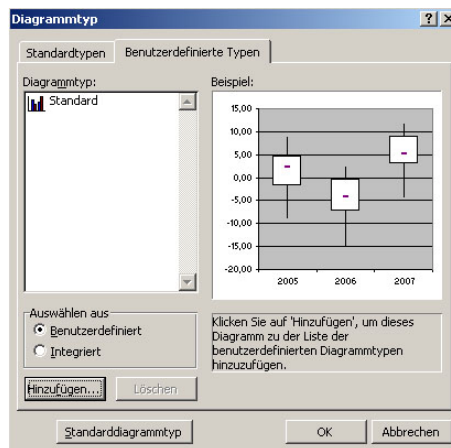 Diagrammtyp
Standardtypen
Benutzerdefinierte Typen
Diagrammtyp:
Standard
Beispiel:
15,00
10,00
5,00
0,00
-5,00
-10,00
-15,00
-20,00
2005 2006 2007
Auswählen aus
Benutzerdefiniert
Integriert
Klicken Sie auf 'Hinzufügen', um dieses
Diagramm zu der Liste der
benutzerdefinierten Diagrammtypen
hinzuzufügen.
Hinzufügen...
Löschen
Standarddiagrammtyp
OK
Abbrechen